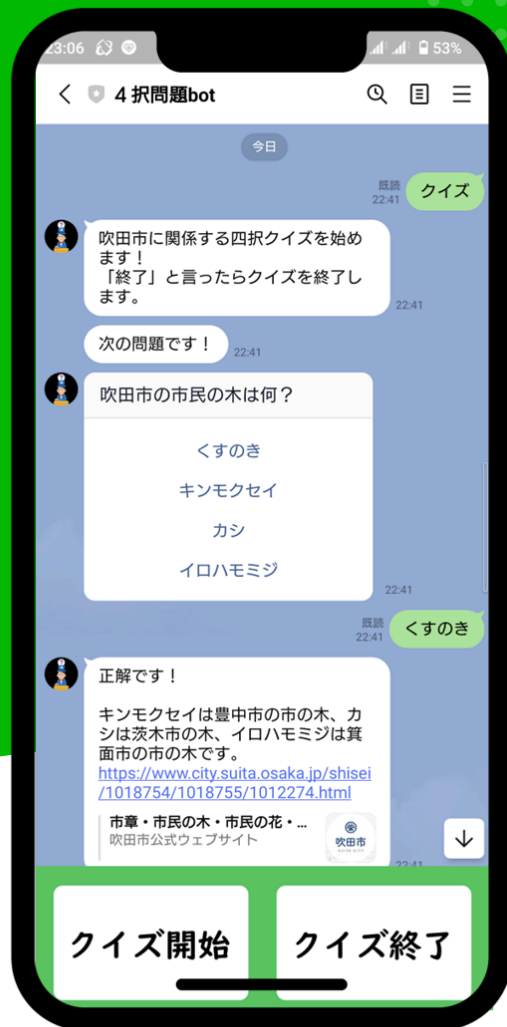 23:06 53%
4択問題bot
今日
既読
22:41
クイズ
吹田市に関係する四択クイズを始め
ます！
「終了」と言ったらクイズを終了し
ます。
22:41
次の問題です！
22:41
吹田市の市民の木は何？
くすのき
キンモクセイ
カシ
イロハモミジ
22:41
既読
22:41
くすのき
正解です！
キンモクセイは豊中市の市の木、カ
シは茨木市の木、イロハモミジは箕
面市の市の木です。
https://www.city.suita.osaka.jp/shisei
/1018754/1018755/1012274.html
市章・市民の木・市民の花・...
吹田市公式ウェブサイト
吹田市
22:41
クイズ開始
クイズ終了